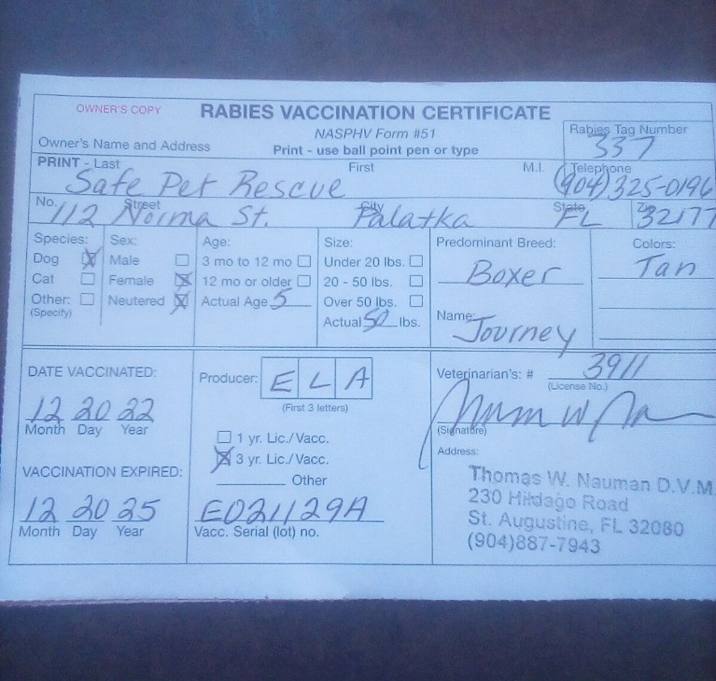 OWNER'S COPY RABIES VACCINATION CERTIFICATE
NASPHV Form #51
Owner's Name and Address Print - use ball point pen or type
Rabies Tag Number
337
PRINT - Last First M.I. Telephone
Safe Pet Rescue (904) 325-0196
No. Street City State Zip
112 Norma St. Palatka FL 32177
Species:
Dog X
Cat
Other:
(Specify)
Sex:
Male
Female X
Neutered X
Age:
3 mo to 12 mo
12 mo or older
Actual Age 5
Size:
Under 20 lbs.
20 - 50 lbs.
Over 50 lbs.
Actual 50 lbs.
Predominant Breed:
Boxer
Name:
Journey
Colors:
Tan
DATE VACCINATED:
12 20 22
Month Day Year
VACCINATION EXPIRED:
12 20 25
Month Day Year
Producer: E L A
(First 3 letters)
1 yr. Lic./Vacc.
X 3 yr. Lic./Vacc.
Other
E021129A
Vacc. Serial (lot) no.
Veterinarian's: # 3911
(License No.)
(Signature)
Address:
Thomas W. Nauman D.V.M
230 Hildago Road
St. Augustine, FL 32080
(904)887-7943